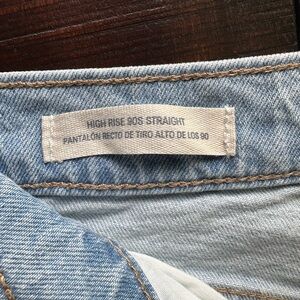 HIGH RISE 90S STRAIGHT
PANTALÓN RECTO DE TIRO ALTO DE LOS 90